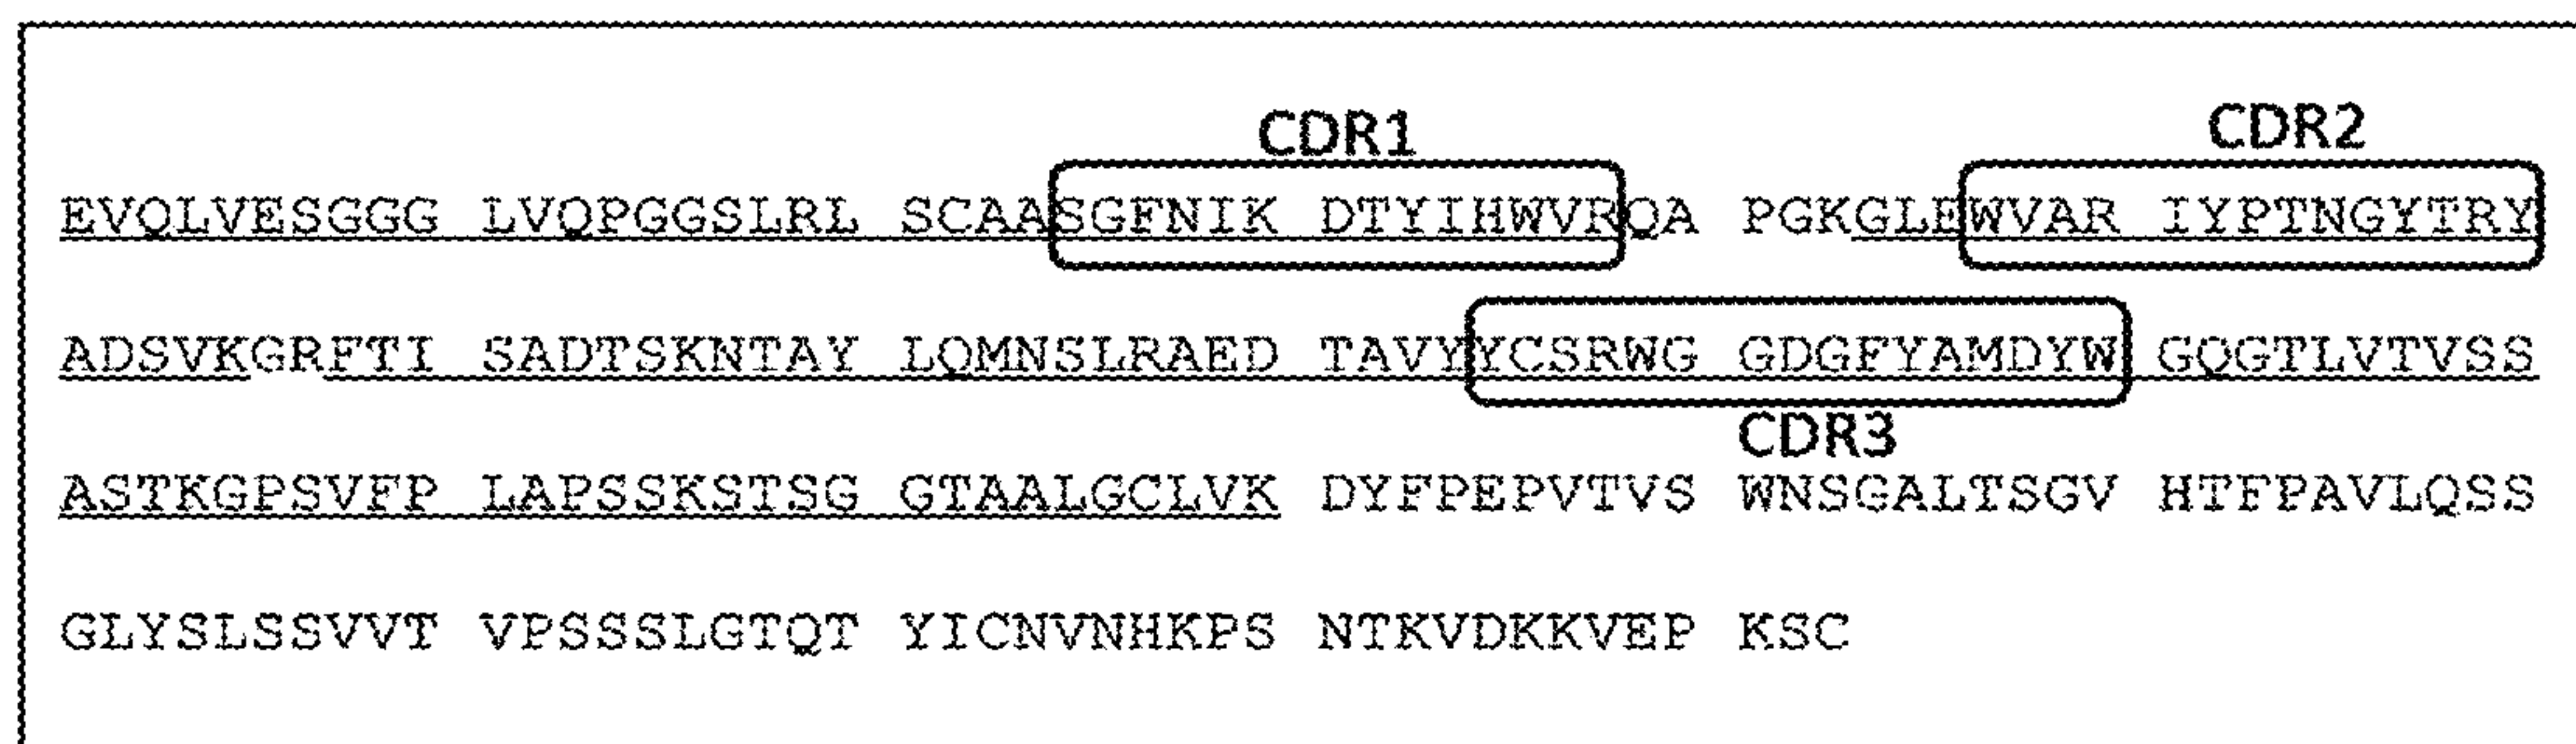 CDR1 CDR2
EVQLVESGGG LVQPGGSLRL SCAASGFNIK DTYIHWVRQA PGKGLEWVAR IYPTNGYTRY
ADSVKGRFTI SADTSKNTAY LQMNSLRAED TAVYYCSRWG GDGFYAMDYW GQGTLVTVSS
CDR3
ASTKGPSVFP LAPSSKSTSG GTAALGCLVK DYFPEPVTVS WNSGALTSGV HTFPAVLQSS
GLYSLSSVVT VPSSSLGTQT YICNVNHKPS NTKVDKKVEP KSC